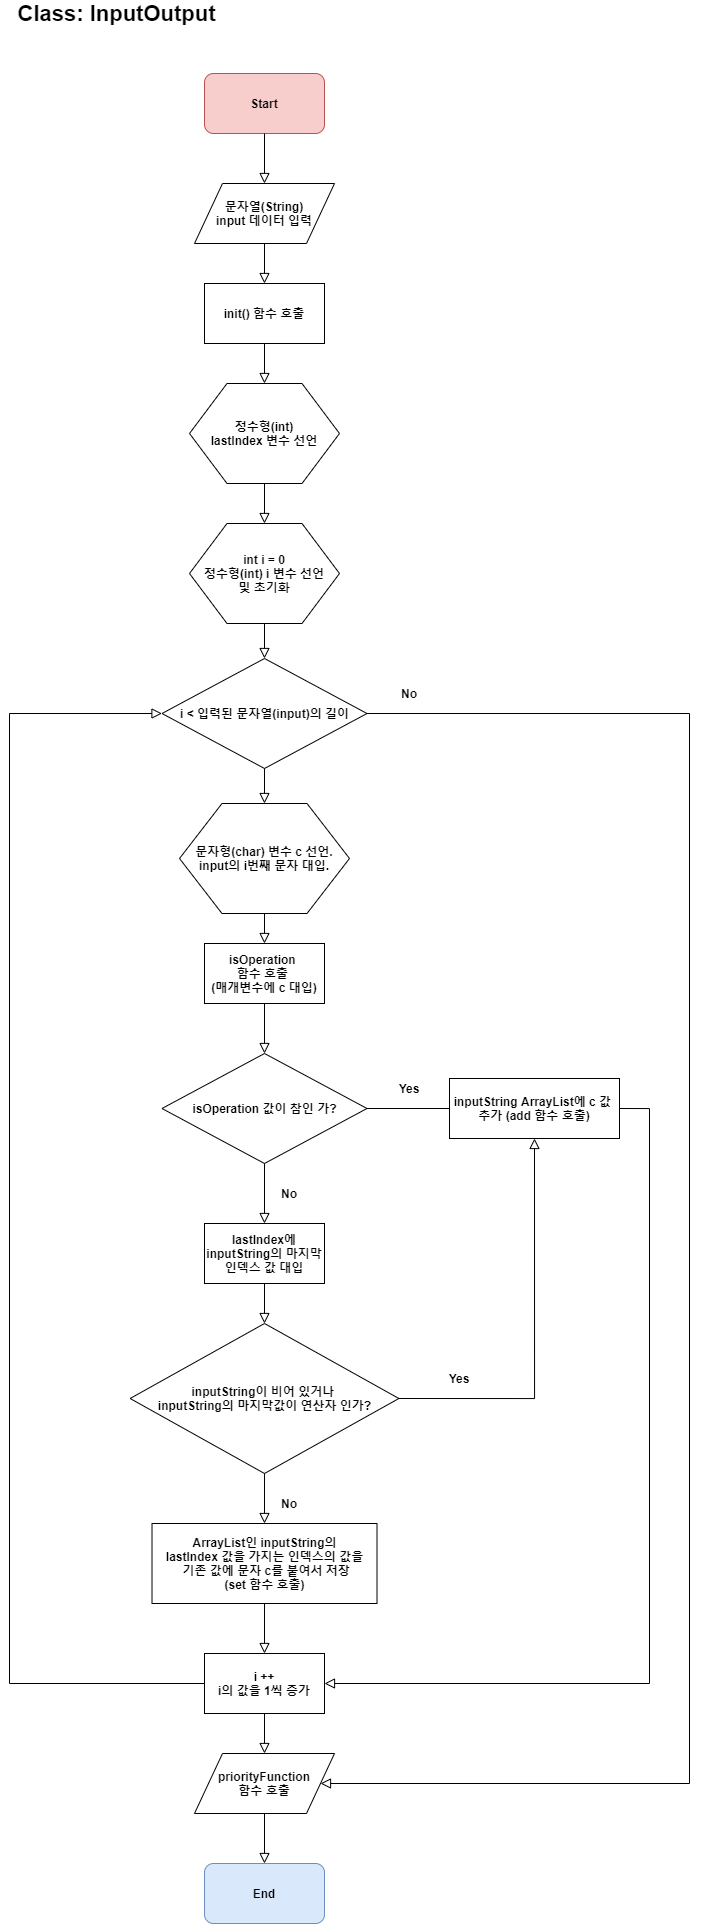 Class: InputOutput
Start
문자열(String)
input 데이터 입력
init() 함수 호출
정수형(int)
lastIndex 변수 선언
int i = 0
정수형(int) i 변수 선언
및 초기화
i < 입력된 문자열(input)의 길이
No
문자형(char) 변수 c 선언.
input의 i번째 문자 대입.
isOperation
함수 호출
(매개변수에 c 대입)
isOperation 값이 참인 가?
Yes
inputString ArrayList에 c 값
추가 (add 함수 호출)
No
lastIndex에
inputString의 마지막
인덱스 값 대입
inputString이 비어 있거나
inputString의 마지막값이 연산자 인가?
Yes
No
ArrayList인 inputString의
lastIndex 값을 가지는 인덱스의 값을
기존 값에 문자 c를 붙여서 저장
(set 함수 호출)
i ++
i의 값을 1씩 증가
priorityFunction
함수 호출
End